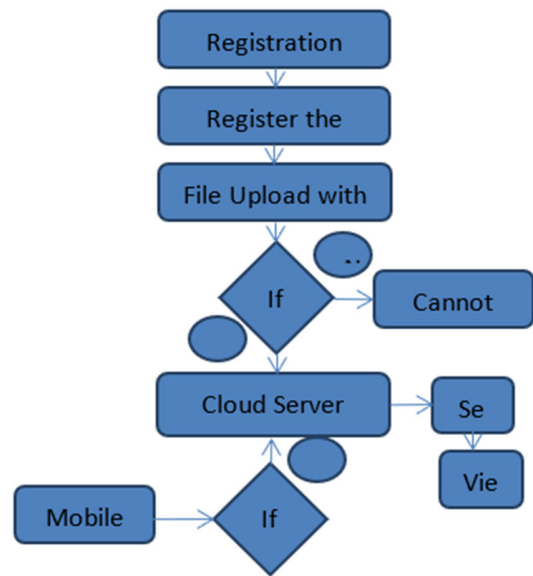 Registration
Register the
File Upload with
If
Cannot
Cloud Server
Se
Vie
Mobile
If